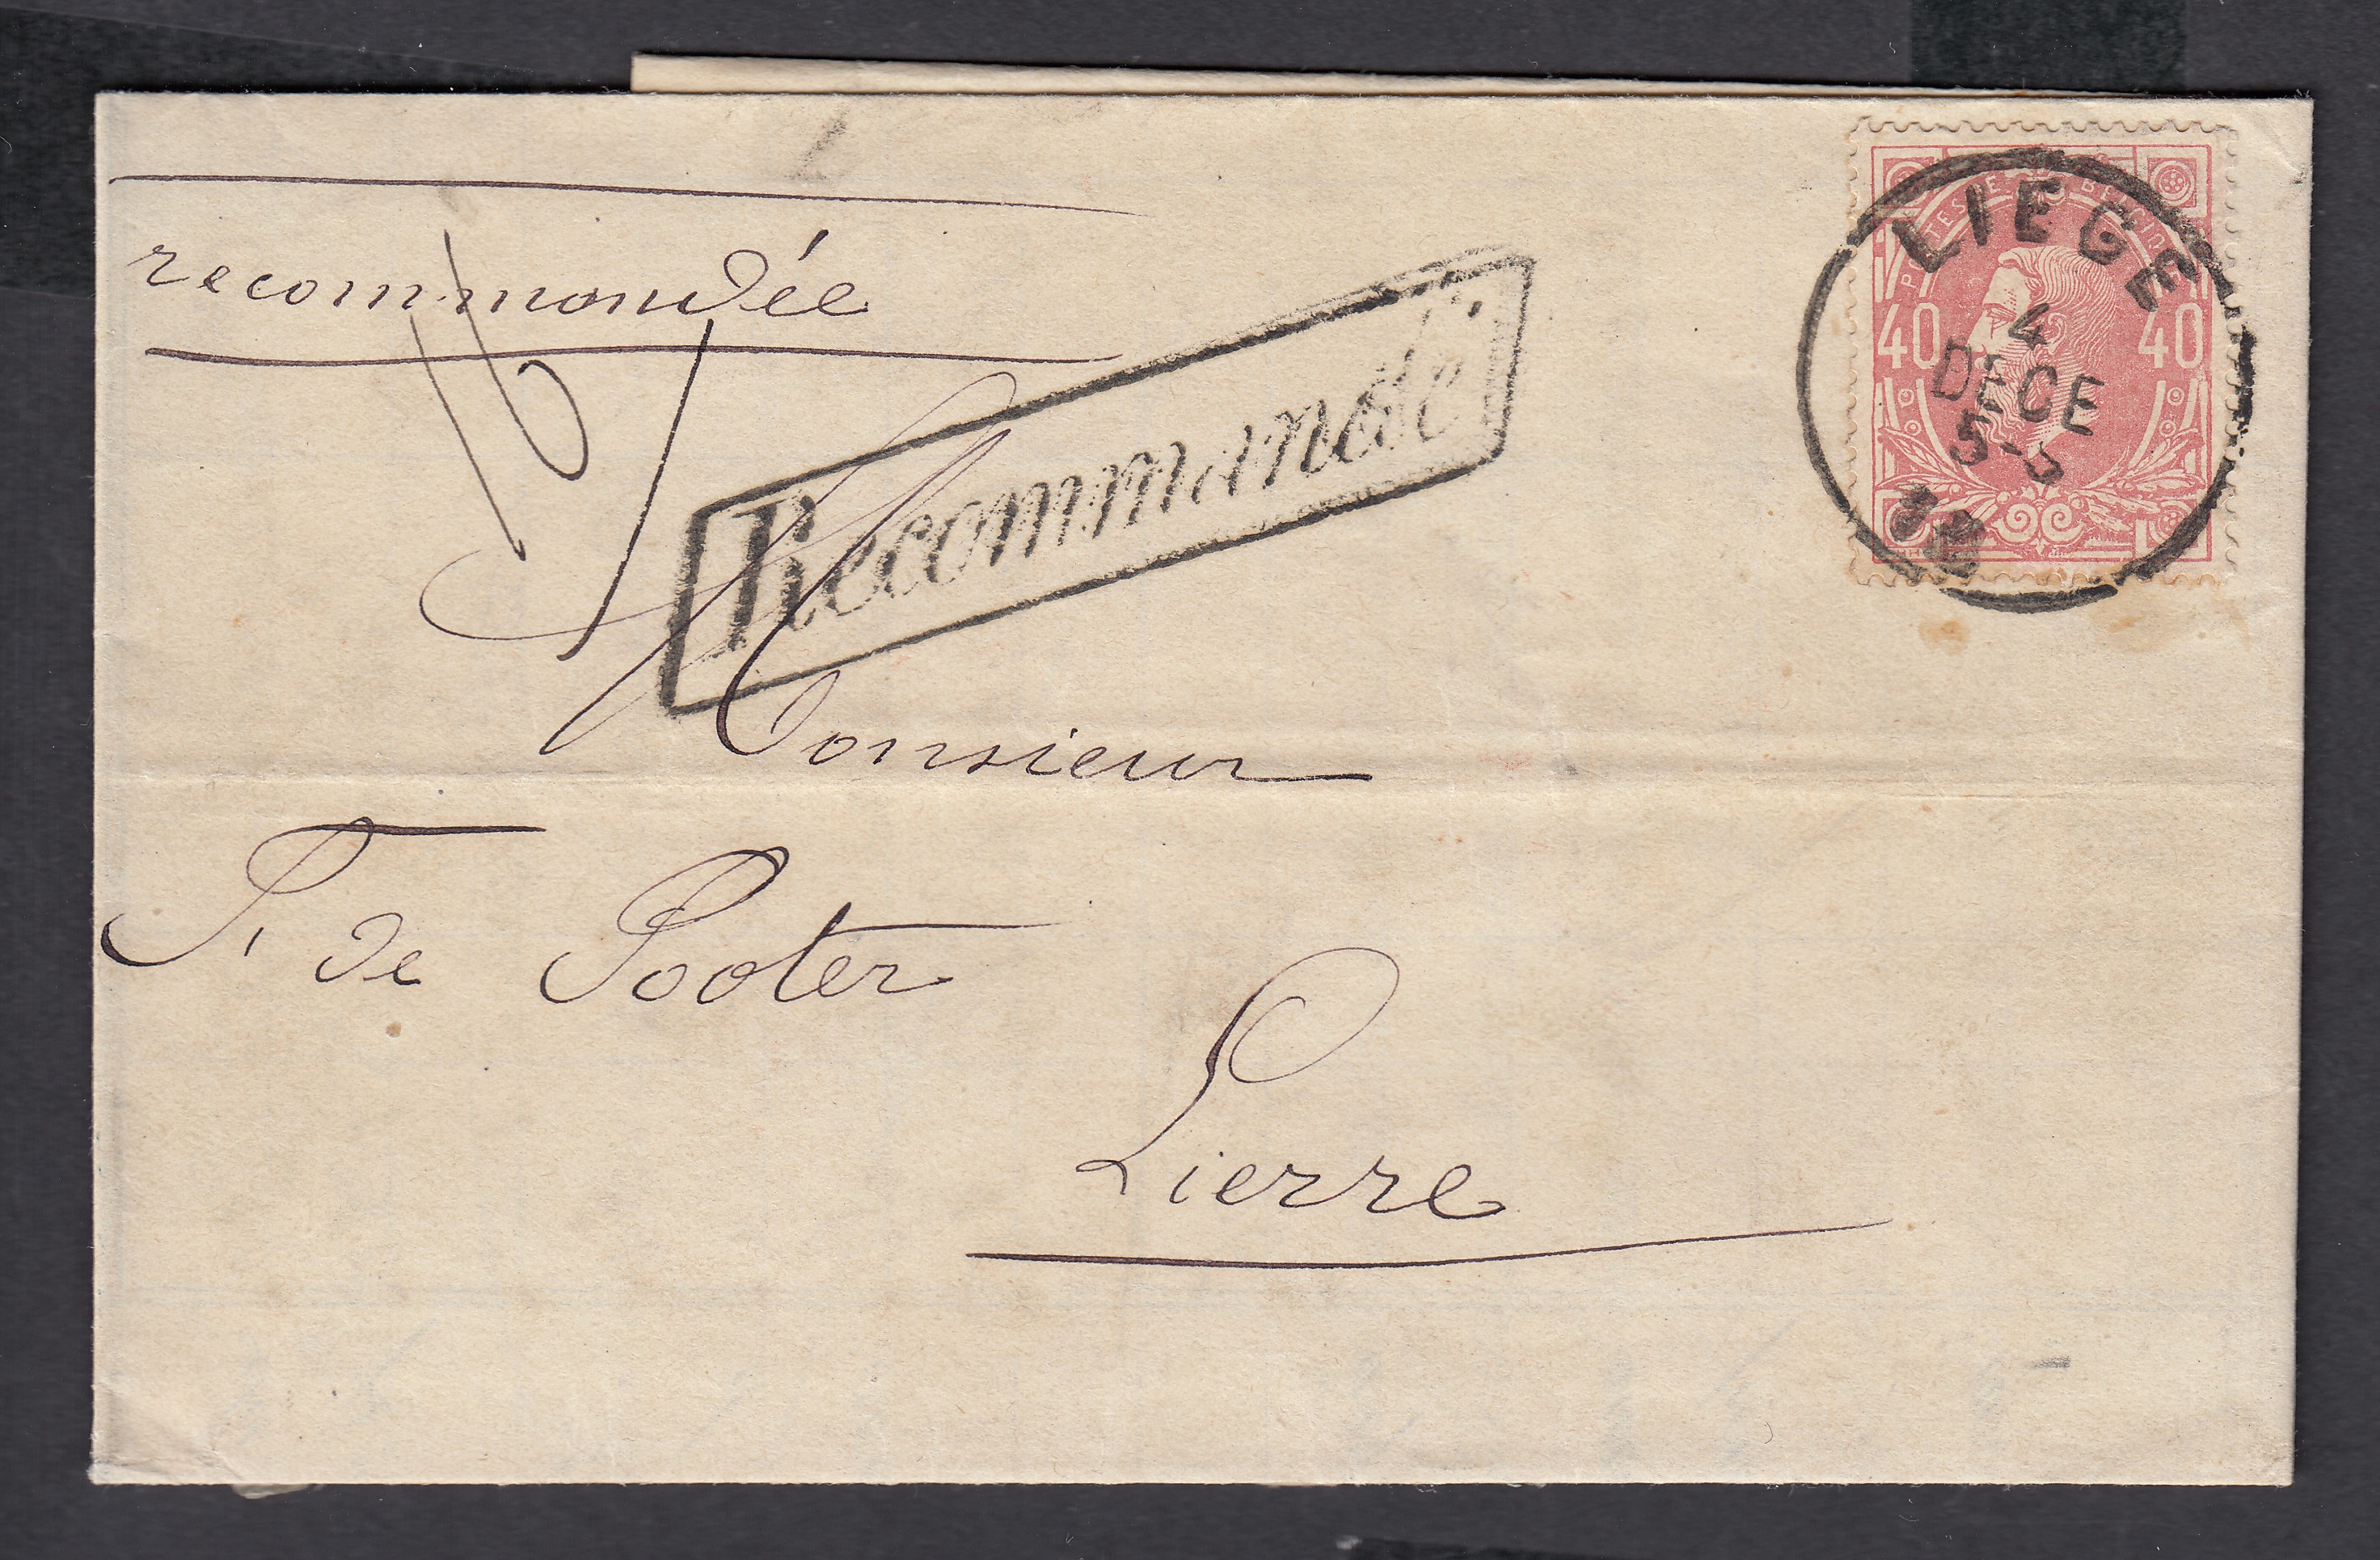 recommandée
Recommandé
LIEGE
4
DECE
40 40
Monsieur
P. de Pooter
Lierre